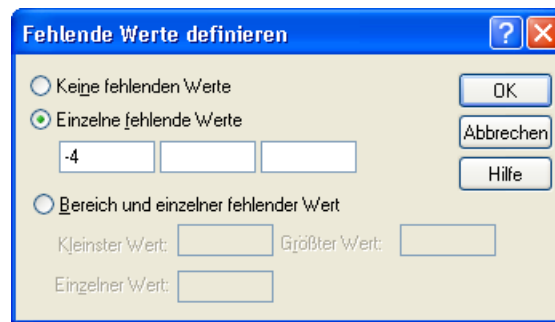 Fehlende Werte definieren
Keine fehlenden Werte
OK
Einzelne fehlende Werte
Abbrechen
-4
Hilfe
Bereich und einzelner fehlender Wert
Kleinster Wert: Größter Wert:
Einzelner Wert: